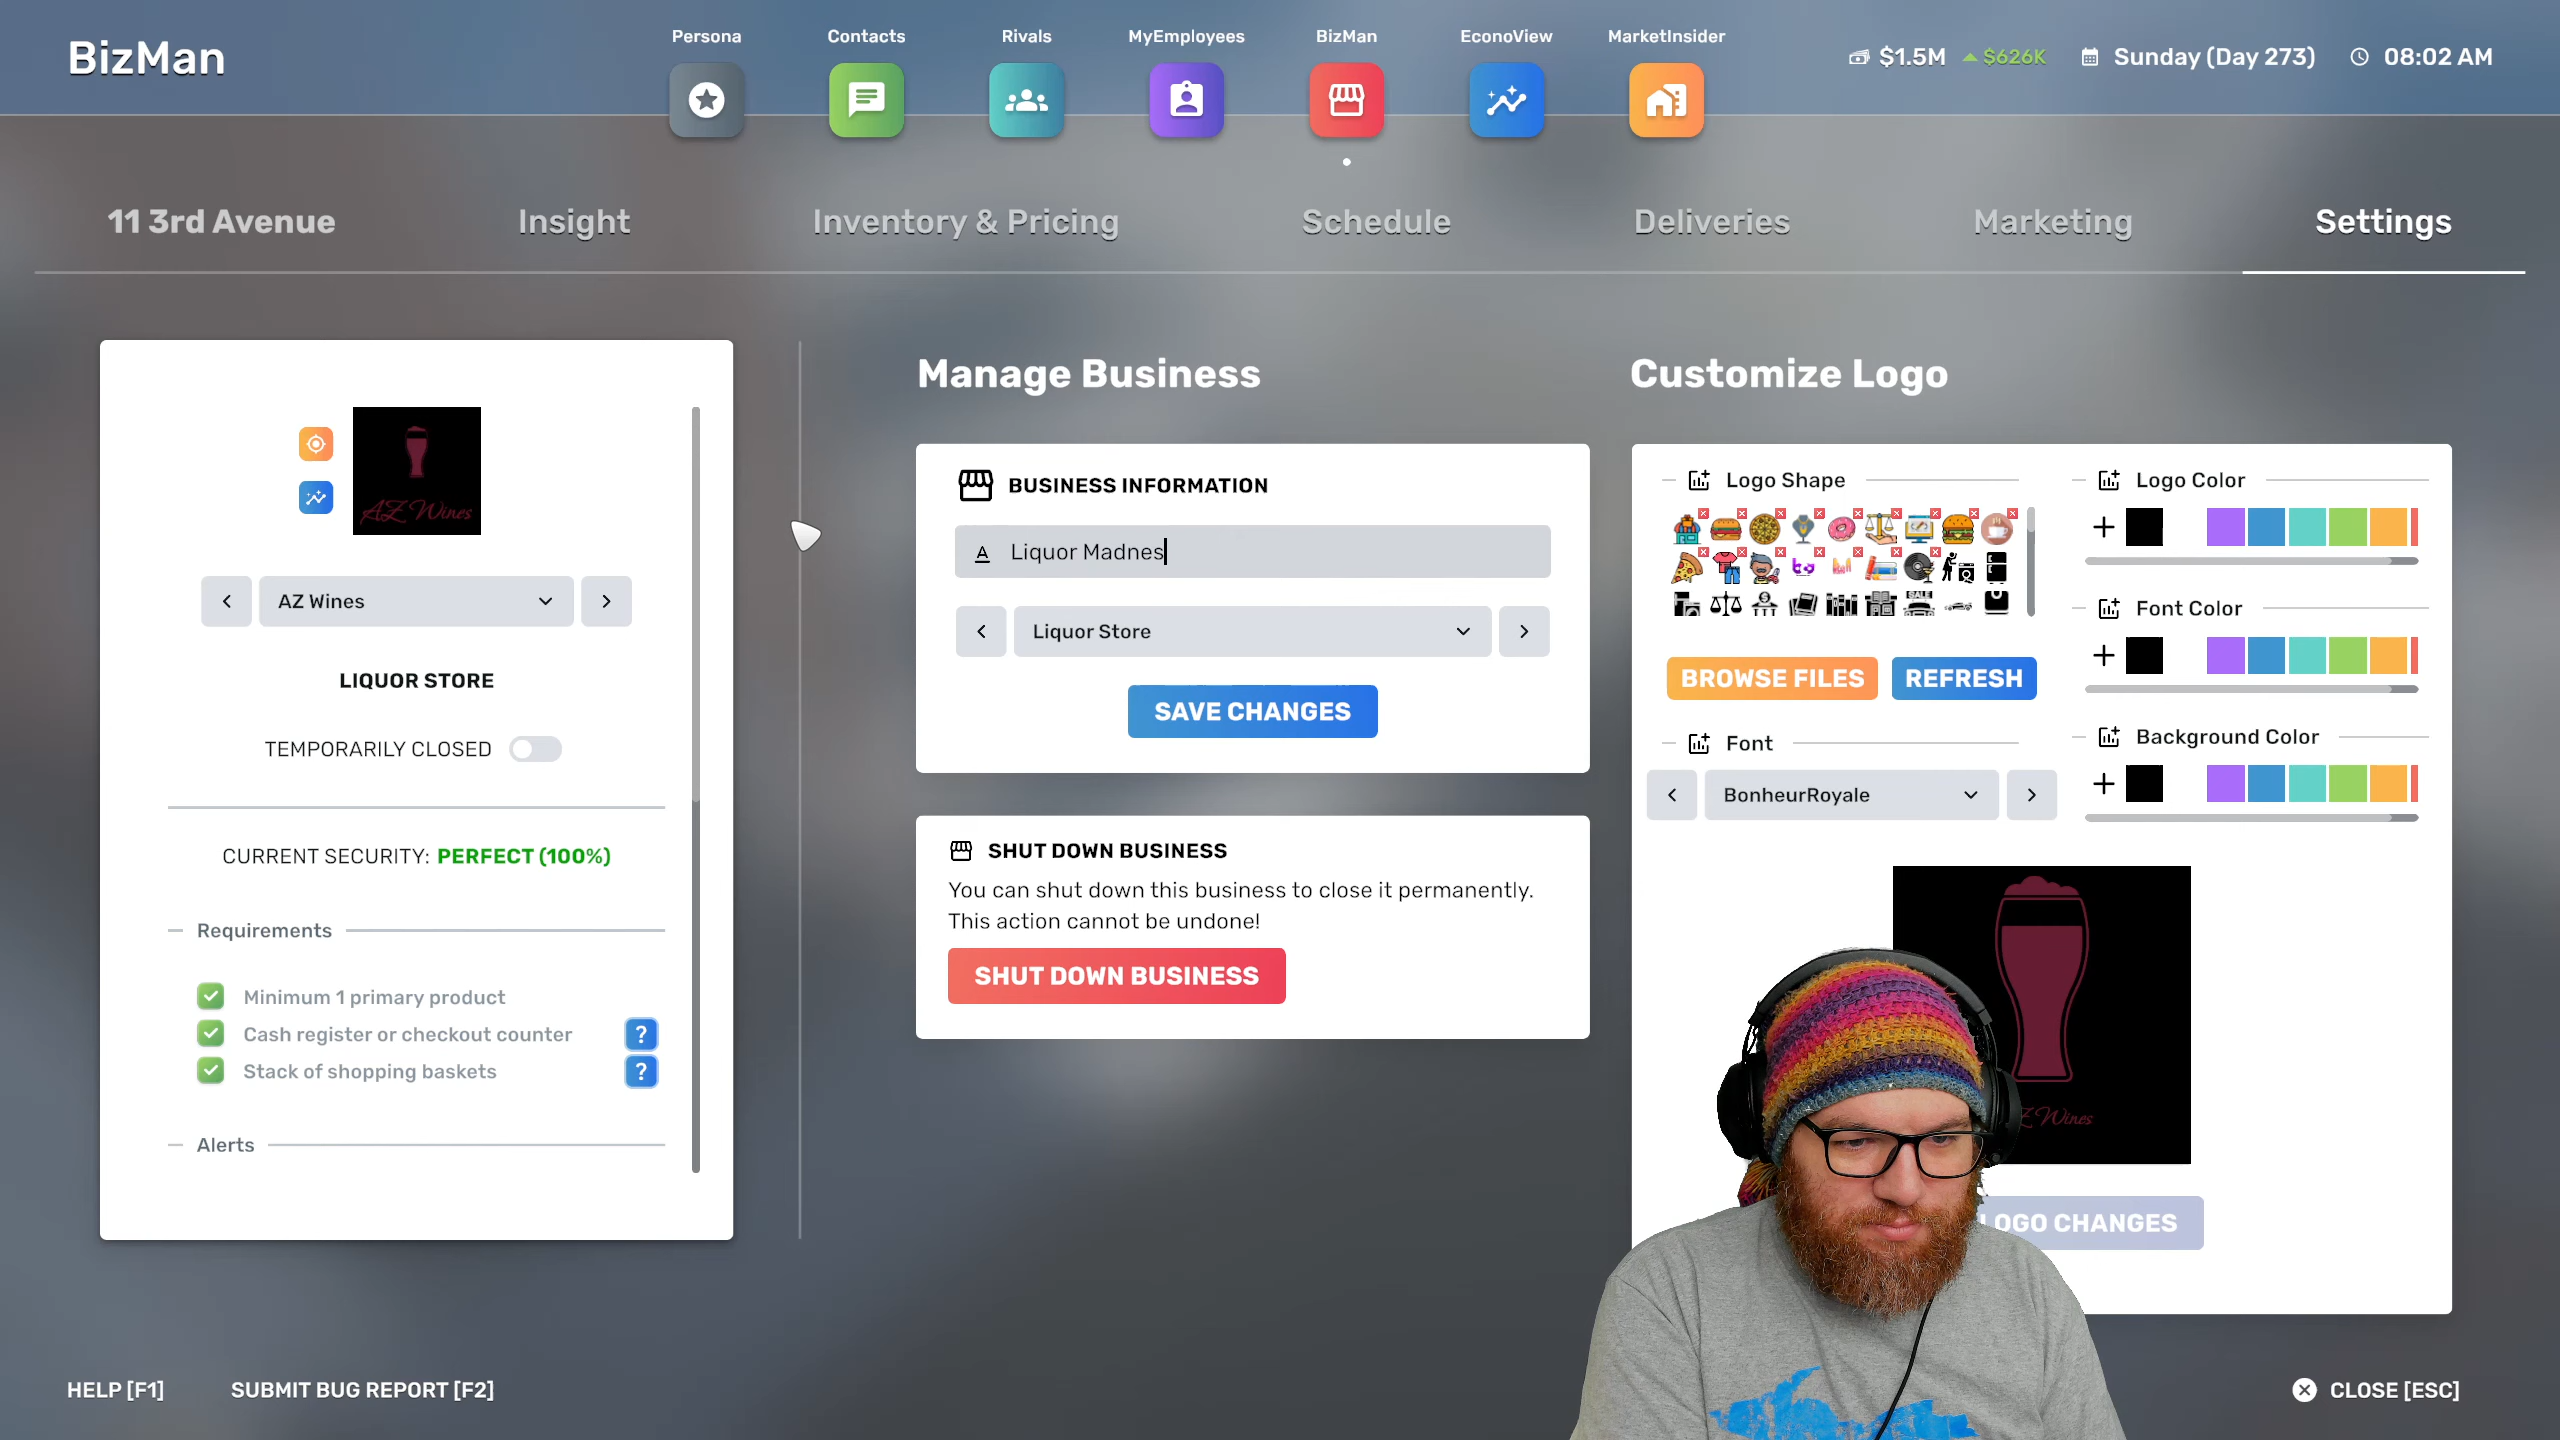 BizMan
Persona
Contacts
Rivals
MyEmployees
BizMan
EconoView
MarketInsider
$1.5M
$626K
Sunday (Day 273)
08:02 AM
11 3rd Avenue
Insight
Inventory & Pricing
Schedule
Deliveries
Marketing
Settings
AZ Wines
AZ Wines
LIQUOR STORE
TEMPORARILY CLOSED
CURRENT SECURITY: PERFECT (100%)
Requirements
Minimum 1 primary product
Cash register or checkout counter
?
Stack of shopping baskets
?
Alerts
Manage Business
BUSINESS INFORMATION
Liquor Madnes
Liquor Store
SAVE CHANGES
SHUT DOWN BUSINESS
You can shut down this business to close it permanently.
This action cannot be undone!
SHUT DOWN BUSINESS
Customize Logo
Logo Shape
SALE
BROWSE FILES
REFRESH
Font
BonheurRoyale
Logo Color
Font Color
Background Color
Z Wines
LOGO CHANGES
HELP [F1]
SUBMIT BUG REPORT [F2]
CLOSE [ESC]